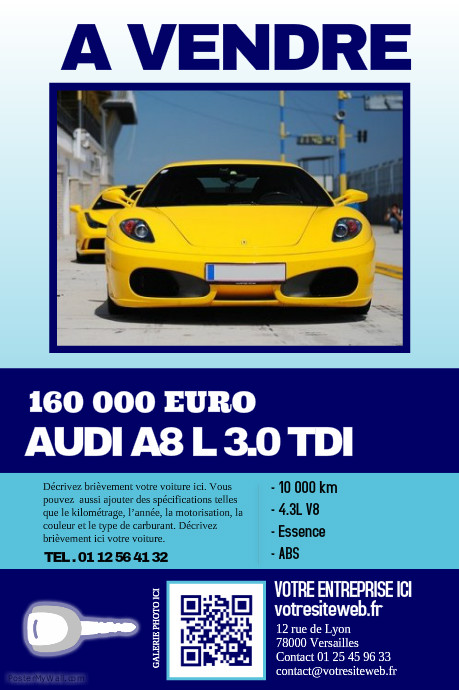 A VENDRE
160 000 EURO
AUDI A8 L 3.0 TDI
Décrivez brièvement votre voiture ici. Vous
pouvez aussi ajouter des spécifications telles
que le kilométrage, l'année, la motorisation, la
couleur et le type de carburant. Décrivez
brièvement ici votre voiture.
TEL . 01 12 56 41 32
- 10 000 km
- 4.3L V8
- Essence
- ABS
GALERIE PHOTO ICI
VOTRE ENTREPRISE ICI
votresiteweb.fr
12 rue de Lyon
78000 Versailles
Contact 01 25 45 96 33
contact@votresiteweb.fr
PosterMyWall.com